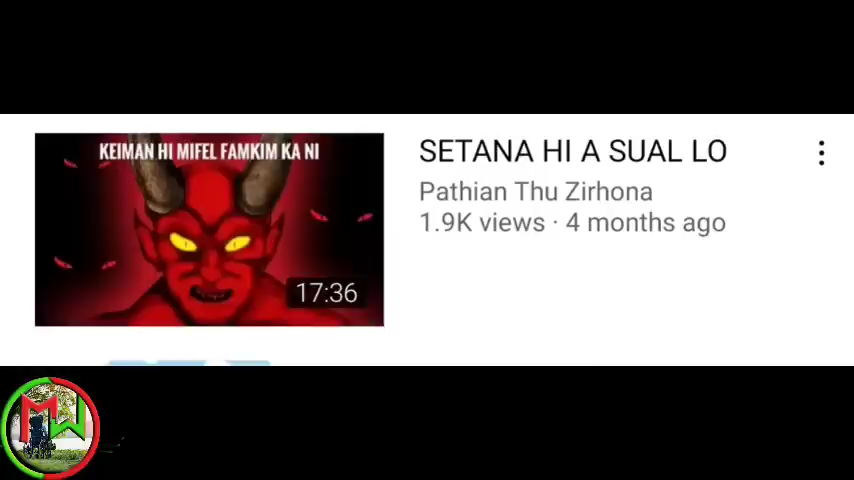 KEIMAN HI MIFEL FAMKIM KA NI
17:36
SETANA HI A SUAL LO
Pathian Thu Zirhona
1.9K views · 4 months ago
MW